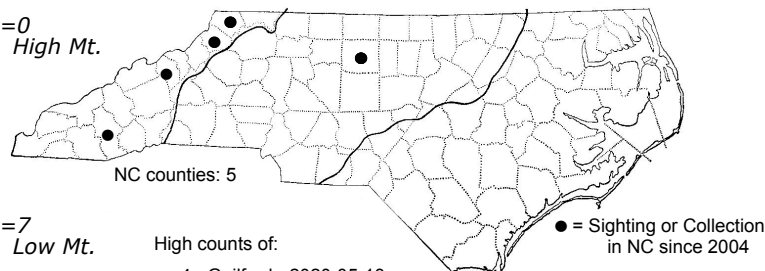 =0
High Mt.
NC counties: 5
=7
Low Mt.
High counts of:
● = Sighting or Collection
in NC since 2004